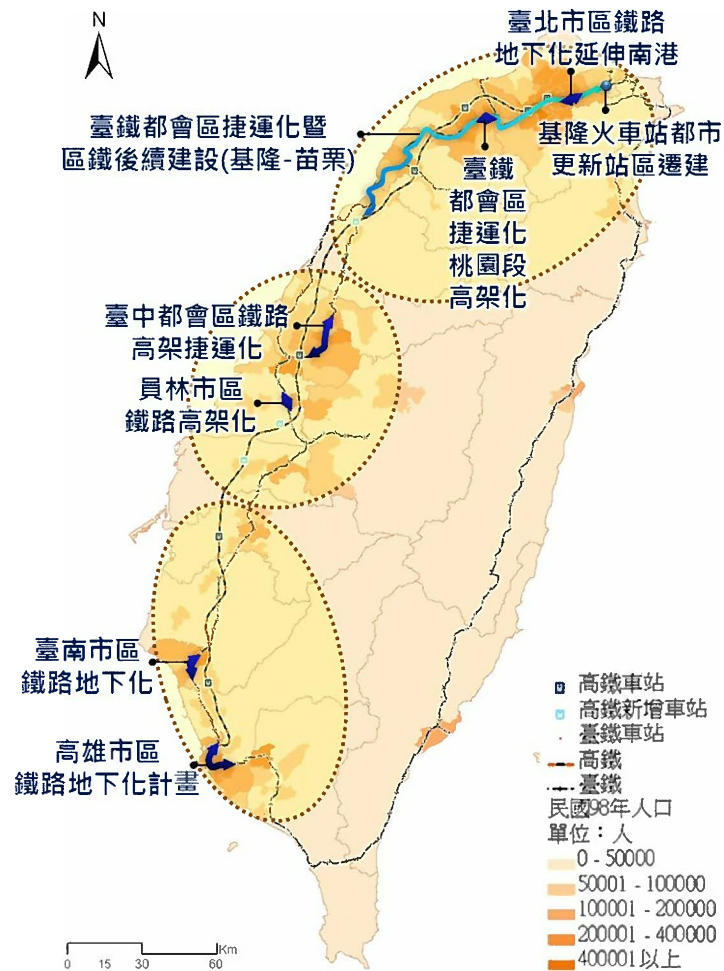 N
臺北市區鐵路
地下化延伸南港
臺鐵都會區捷運化暨
區鐵後續建設(基隆-苗栗)
基隆火車站都市
更新站區遷建
臺鐵
都會區
捷運化
桃園段
高架化
臺中都會區鐵路
高架捷運化
員林市區
鐵路高架化
臺南市區
鐵路地下化
高雄市區
鐵路地下化計畫
高鐵車站
高鐵新增車站
臺鐵車站
高鐵
臺鐵
民國98年人口
單位：人
0 - 50000
50001 - 100000
100001 - 200000
200001 - 400000
400001以上
Km
0 15 30 60